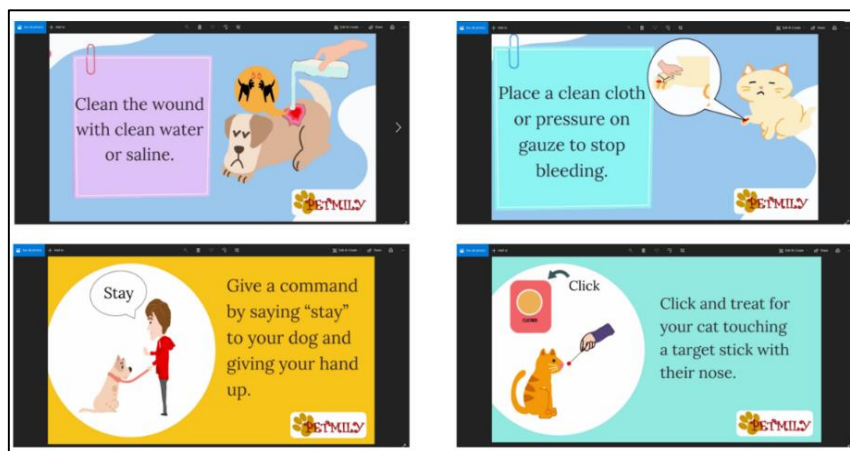 Clean the wound
with clean water
or saline.
PETMILY
Place a clean cloth
or pressure on
gauze to stop
bleeding.
PETMILY
Stay
Give a command
by saying “stay”
to your dog and
giving your hand
up.
PETMILY
Click
Click and treat for
your cat touching
a target stick with
their nose.
PETMILY